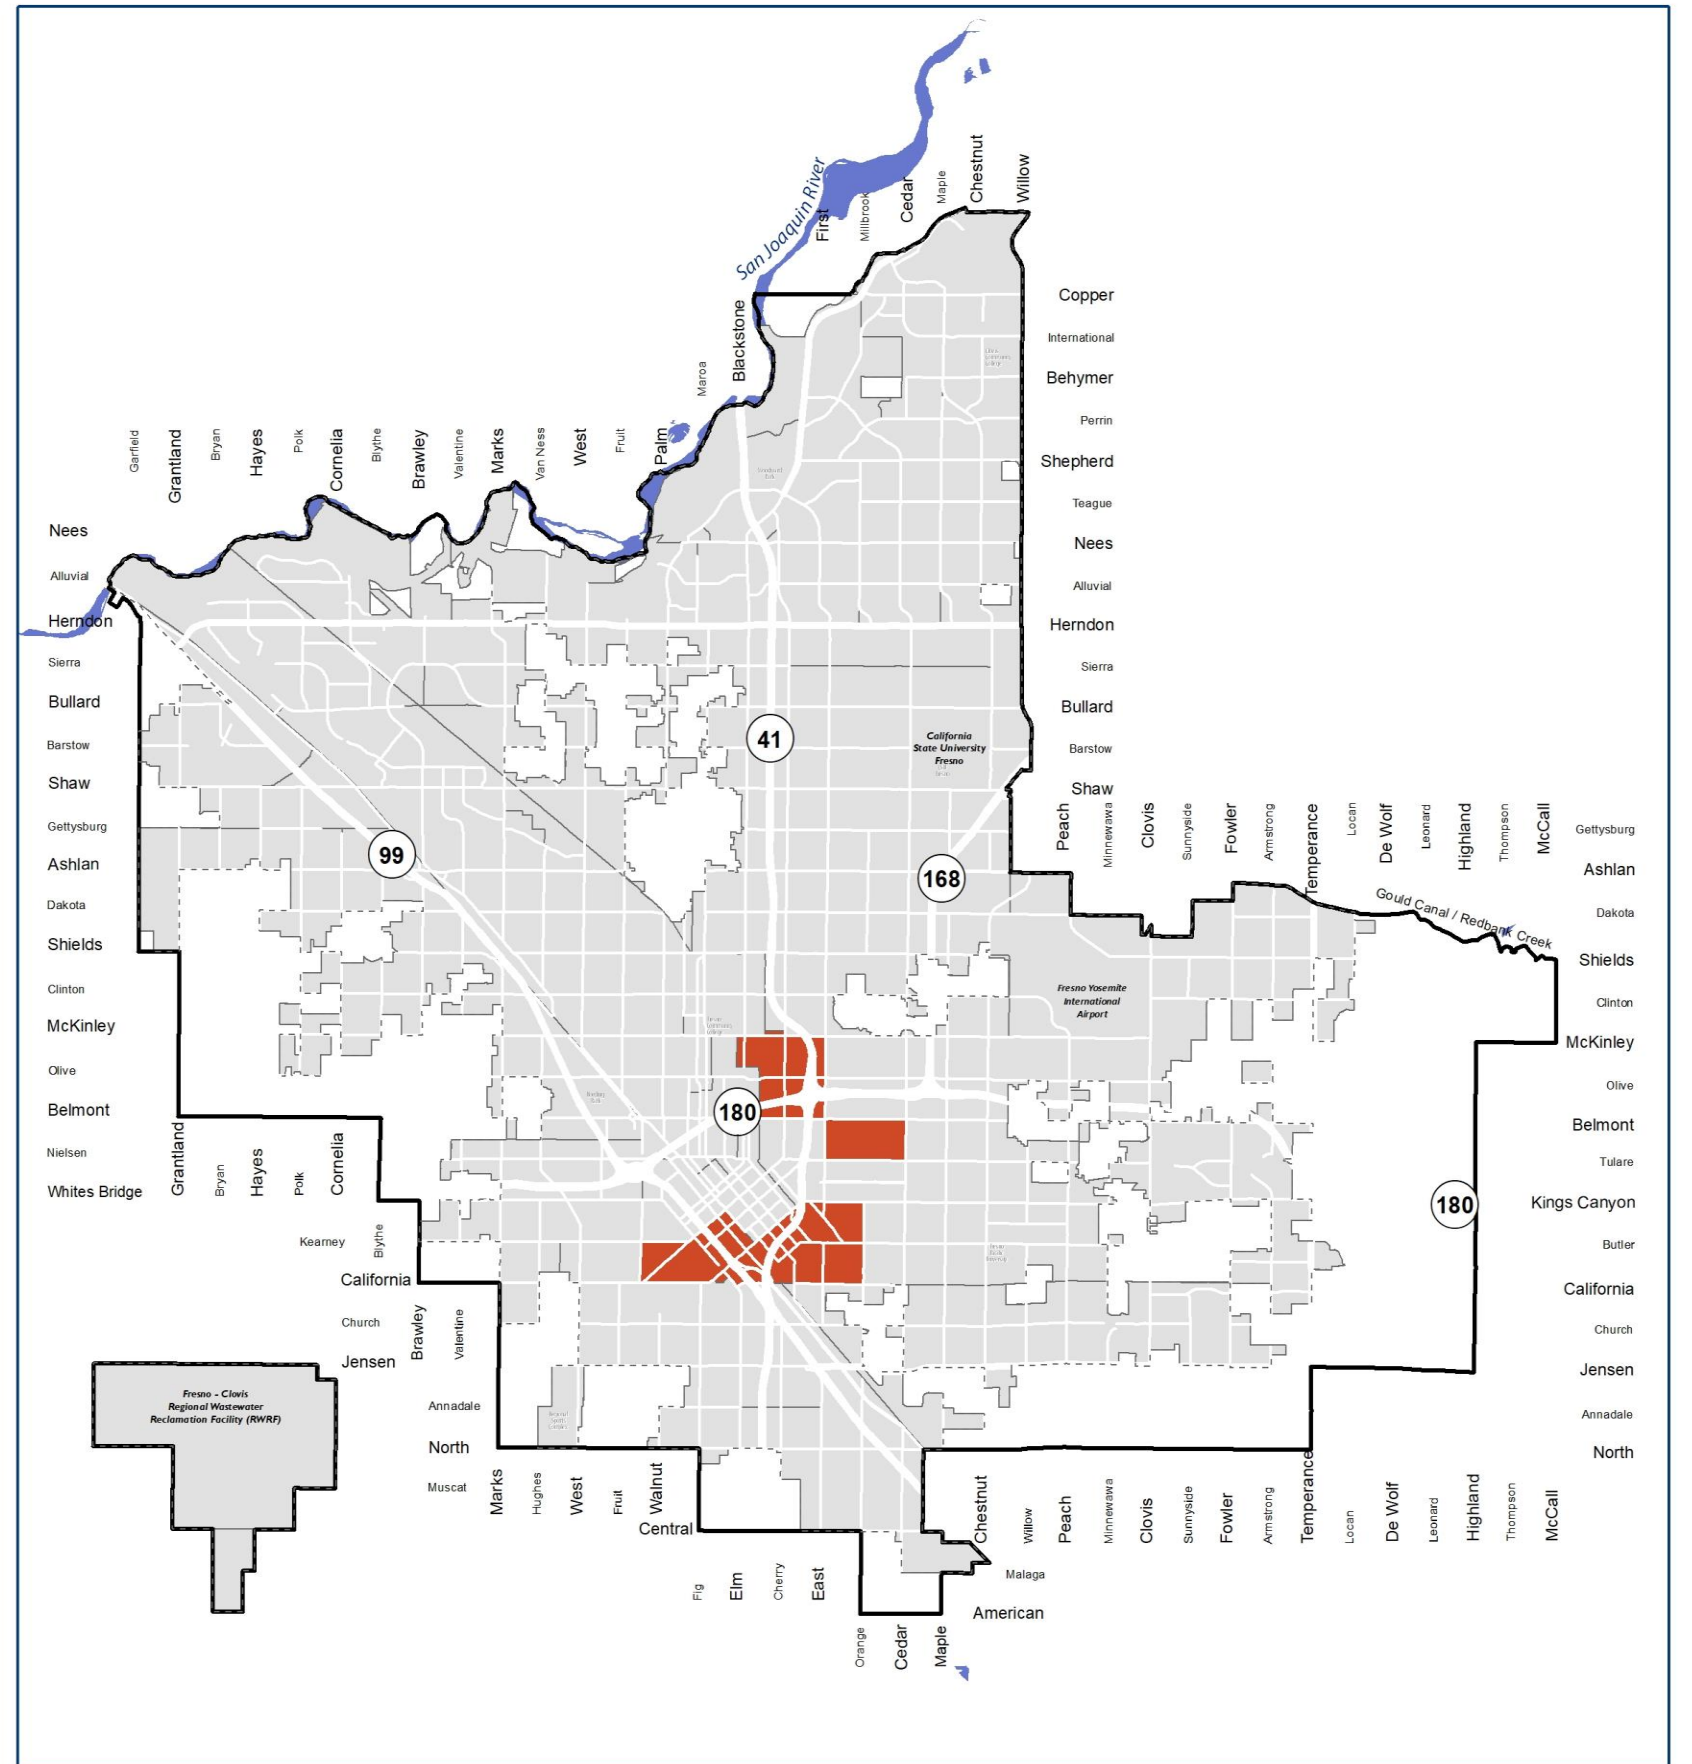 San Joaquin River
First
Millbrook
Cedar
Maple
Chestnut
Willow
Copper
International
Behymer
Perrin
Shepherd
Teague
Nees
Alluvial
Herndon
Sierra
Bullard
Barstow
Shaw
Maroa
Blackstone
Garfield
Grantland
Bryan
Hayes
Polk
Cornelia
Blythe
Brawley
Valentine
Marks
Van Ness
West
Fruit
Palm
Nees
Alluvial
Herndon
Sierra
Bullard
Barstow
Shaw
Gettysburg
Ashlan
Dakota
Shields
Clinton
McKinley
Olive
Belmont
Nielsen
Whites Bridge
41
99
168
180
180
California
State University
Fresno
Peach
Minnewawa
Clovis
Sunnyside
Fowler
Armstrong
Temperance
Locan
De Wolf
Leonard
Highland
Thompson
McCall
Gettysburg
Ashlan
Dakota
Shields
Clinton
McKinley
Olive
Belmont
Tulare
Kings Canyon
Butler
California
Church
Jensen
Annadale
North
Gould Canal / Redbank Creek
Fresno Yosemite
International
Airport
Grantland
Bryan
Hayes
Polk
Cornelia
Kearney
Blythe
California
Church
Brawley
Valentine
Jensen
Annadale
North
Muscat
Fresno - Clovis
Regional Wastewater
Reclamation Facility (RWRF)
Marks
Hughes
West
Fruit
Walnut
Central
Fig
Elm
Cherry
East
Orange
Cedar
Maple
American
Malaga
Chestnut
Willow
Peach
Minnewawa
Clovis
Sunnyside
Fowler
Armstrong
Temperance
Locan
De Wolf
Leonard
Highland
Thompson
McCall